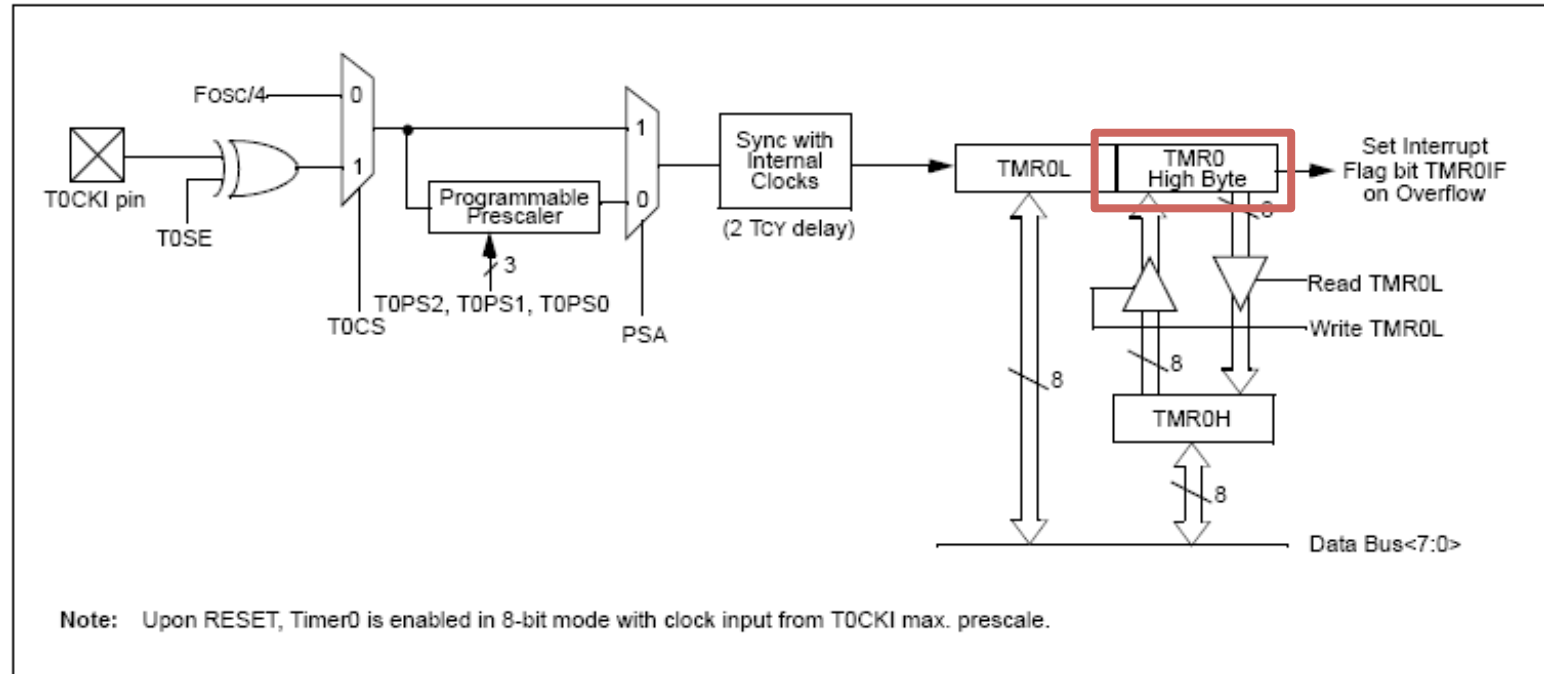 Fosc/4
0
1
T0CKI pin
T0SE
T0CS
Programmable
Prescaler
3
T0PS2, T0PS1, T0PS0
1
0
PSA
Sync with
Internal
Clocks
(2 TCY delay)
TMR0L
TMR0
High Byte
Set Interrupt
Flag bit TMR0IF
on Overflow
8
Read TMR0L
Write TMR0L
8
8
TMR0H
8
Data Bus<7:0>
Note: Upon RESET, Timer0 is enabled in 8-bit mode with clock input from T0CKI max. prescale.